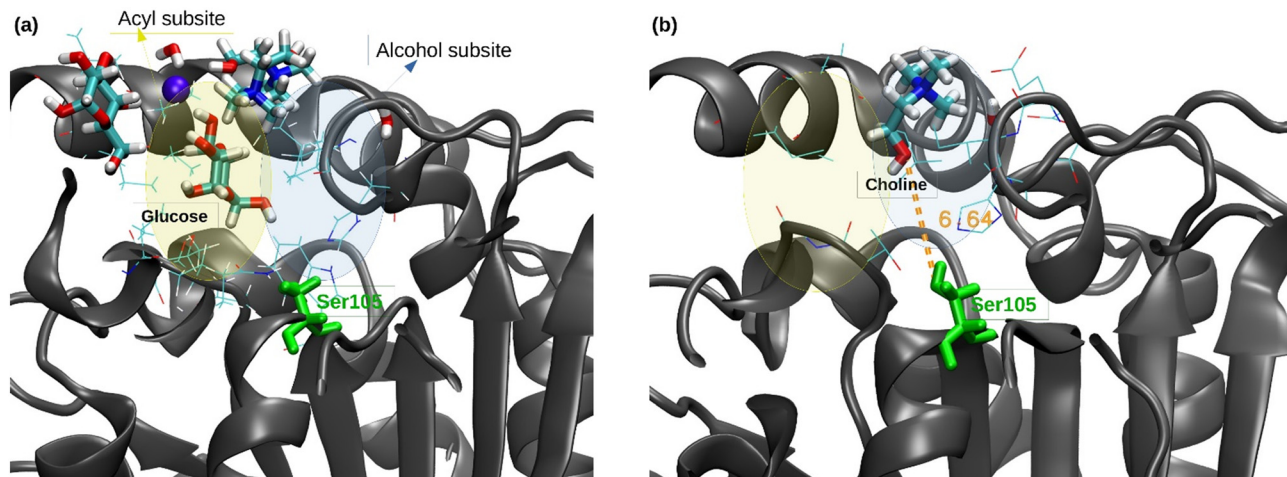 (a)
Acyl subsite
Alcohol subsite
Glucose
Ser105
(b)
Choline
6.64
Ser105